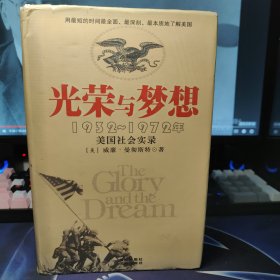 用最短的时间最全面、最深刻、最本质地了解美国
光荣与梦想
1932~1972年
美国社会实录
[美] 威廉·曼彻斯特 著
The
Glory and
the
Dream